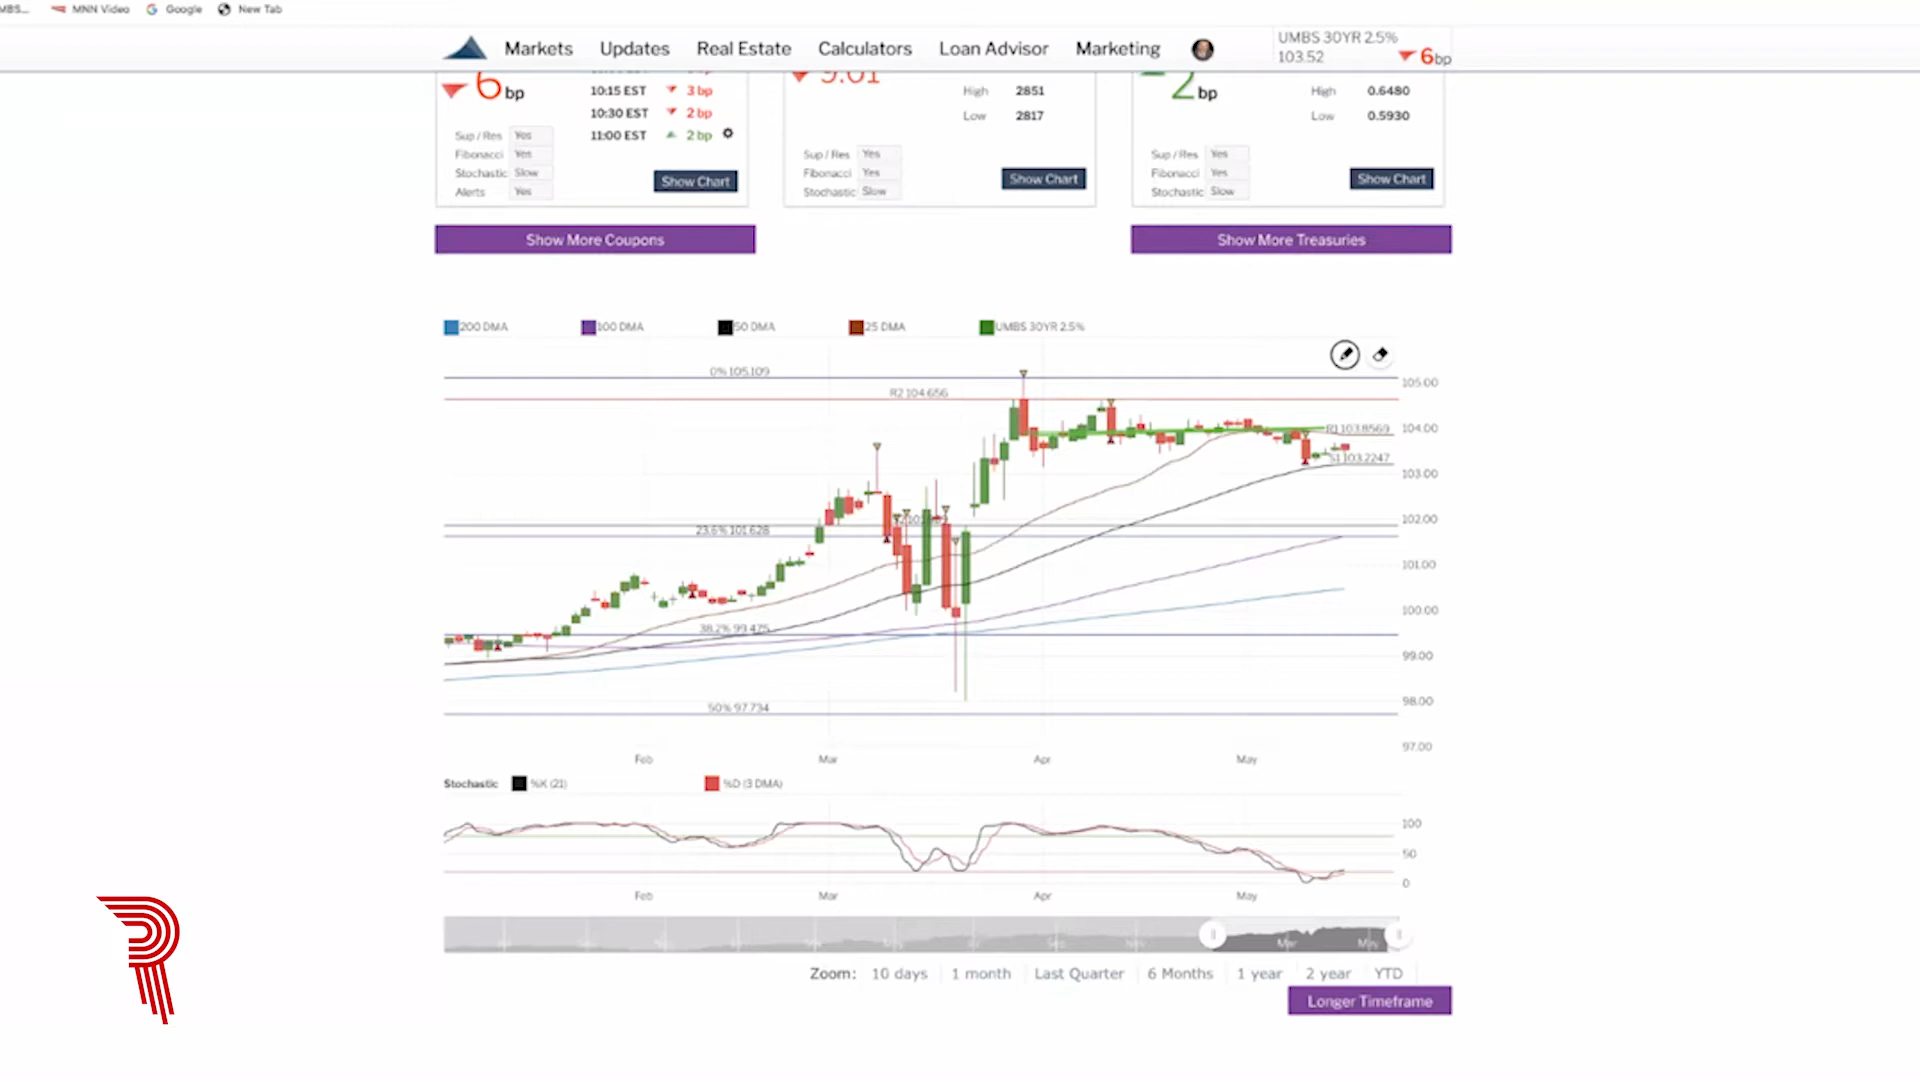 MBS... MNN Video Google New Tab
Markets Updates Real Estate Calculators Loan Advisor Marketing
UMBS 30YR 2.5%
103.52 6bp
6 bp
10:15 EST 3 bp
10:30 EST 2 bp
11:00 EST 2 bp
Sup / Res Yes
Fibonacci Yes
Stochastic Slow
Alerts Yes
Show Chart
9.01
High 2851
Low 2817
Sup / Res Yes
Fibonacci Yes
Stochastic Slow
Show Chart
2 bp
High 0.6480
Low 0.5930
Sup / Res Yes
Fibonacci Yes
Stochastic Slow
Show Chart
Show More Coupons Show More Treasuries
200 DMA 100 DMA 50 DMA 25 DMA UMBS 30YR 2.5%
0% 105.109
105.00
R2 104.656
104.00
R1 103.8569
S1 103.2247
103.00
102.00
23.6% 101.628
101.00
100.00
38.2% 99.475
99.00
98.00
50% 97.734
97.00
Feb Mar Apr May
Stochastic %K (21) %D (3 DMA)
100
50
0
Feb Mar Apr May
Mar May
Zoom: 10 days 1 month Last Quarter 6 Months 1 year 2 year YTD
Longer Timeframe